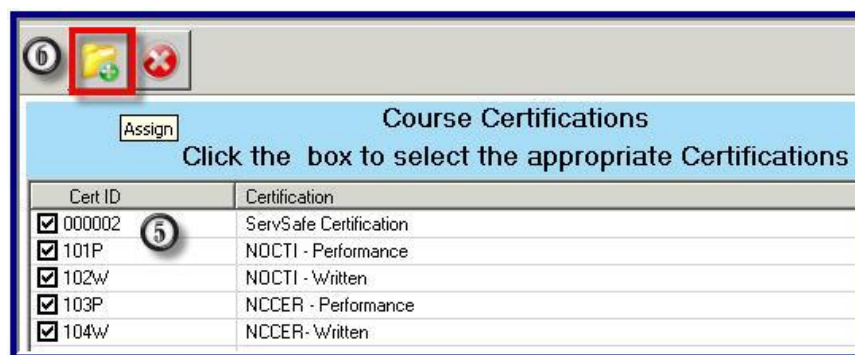 6
Assign
Course Certifications
Click the box to select the appropriate Certifications
Cert ID Certification
000002 5 ServSafe Certification
101P NOCTI - Performance
102W NOCTI - Written
103P NCCER - Performance
104W NCCER- Written